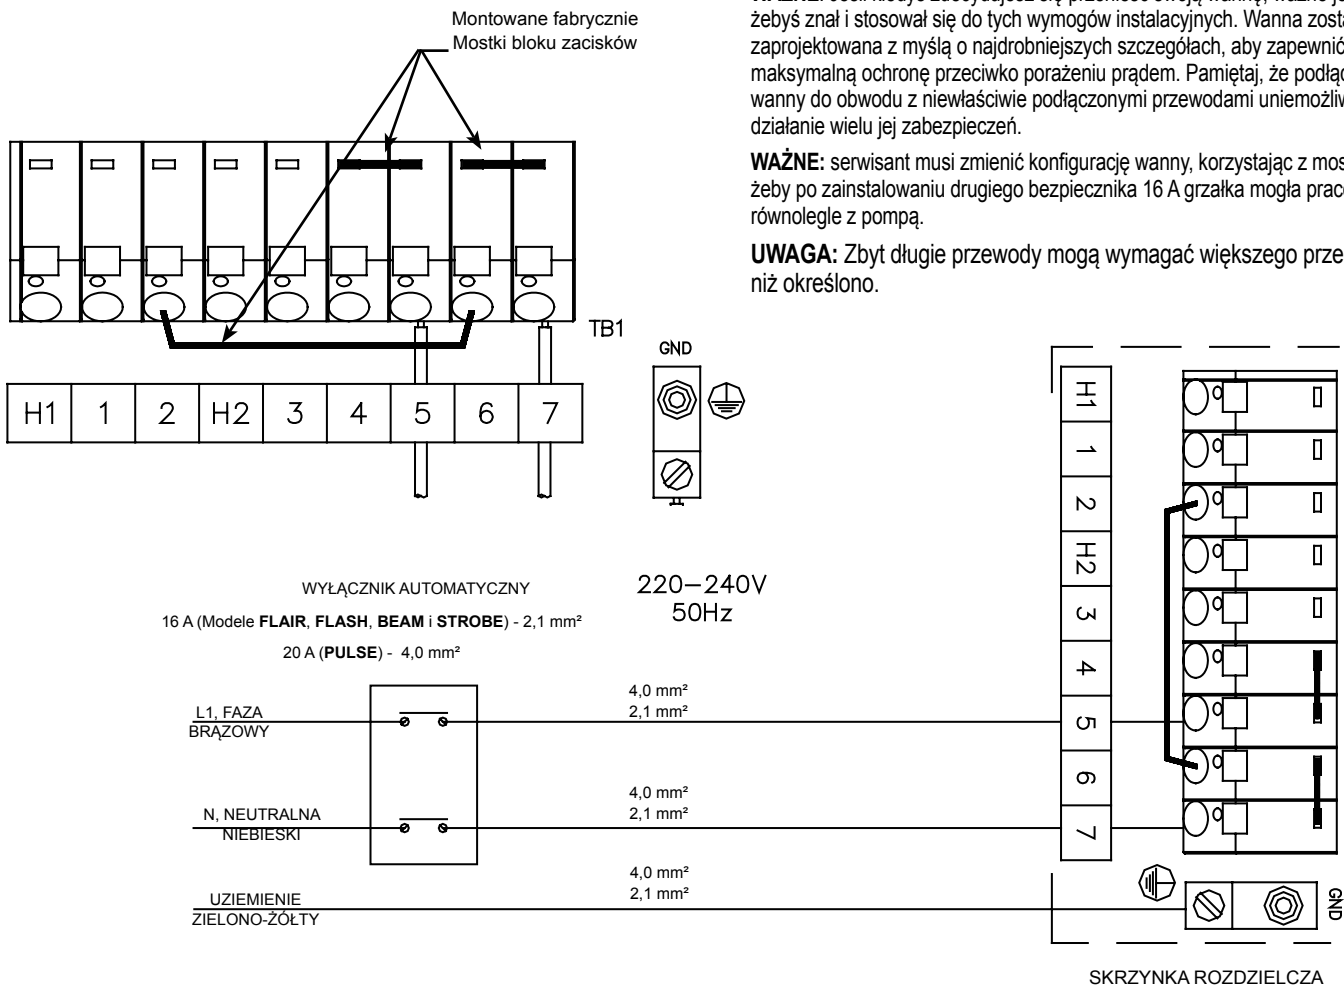 Montowane fabrycznie
Mostki bloku zacisków
żebyś znał i stosował się do tych wymogów instalacyjnych. Wanna
zaprojektowana z myślą o najdrobniejszych szczegółach, aby zapewnić
maksymalną ochronę przeciwko porażeniu prądem. Pamiętaj, że
wanny do obwodu z niewłaściwie podłączonymi przewodami
działanie wielu jej zabezpieczeń.
WAŻNE: serwisant musi zmienić konfigurację wanny, korzystając z
żeby po zainstalowaniu drugiego bezpiecznika 16 A grzałka mogła
równolegle z pompą.
UWAGA: Zbyt długie przewody mogą wymagać większego
niż określono.
TB1
H1 1 2 H2 3 4 5 6 7
GND
WYŁĄCZNIK AUTOMATYCZNY
16 A (Modele FLAIR, FLASH, BEAM i STROBE) - 2,1 mm²
20 A (PULSE) - 4,0 mm²
220-240V
50Hz
L1, FAZA
BRĄZOWY
4,0 mm²
2,1 mm²
N, NEUTRALNA
NIEBIESKI
4,0 mm²
2,1 mm²
UZIEMIENIE
ZIELONO-ŻÓŁTY
4,0 mm²
2,1 mm²
H1
1
2
H2
3
4
5
6
7
GND
SKRZYNKA ROZDZIELCZA